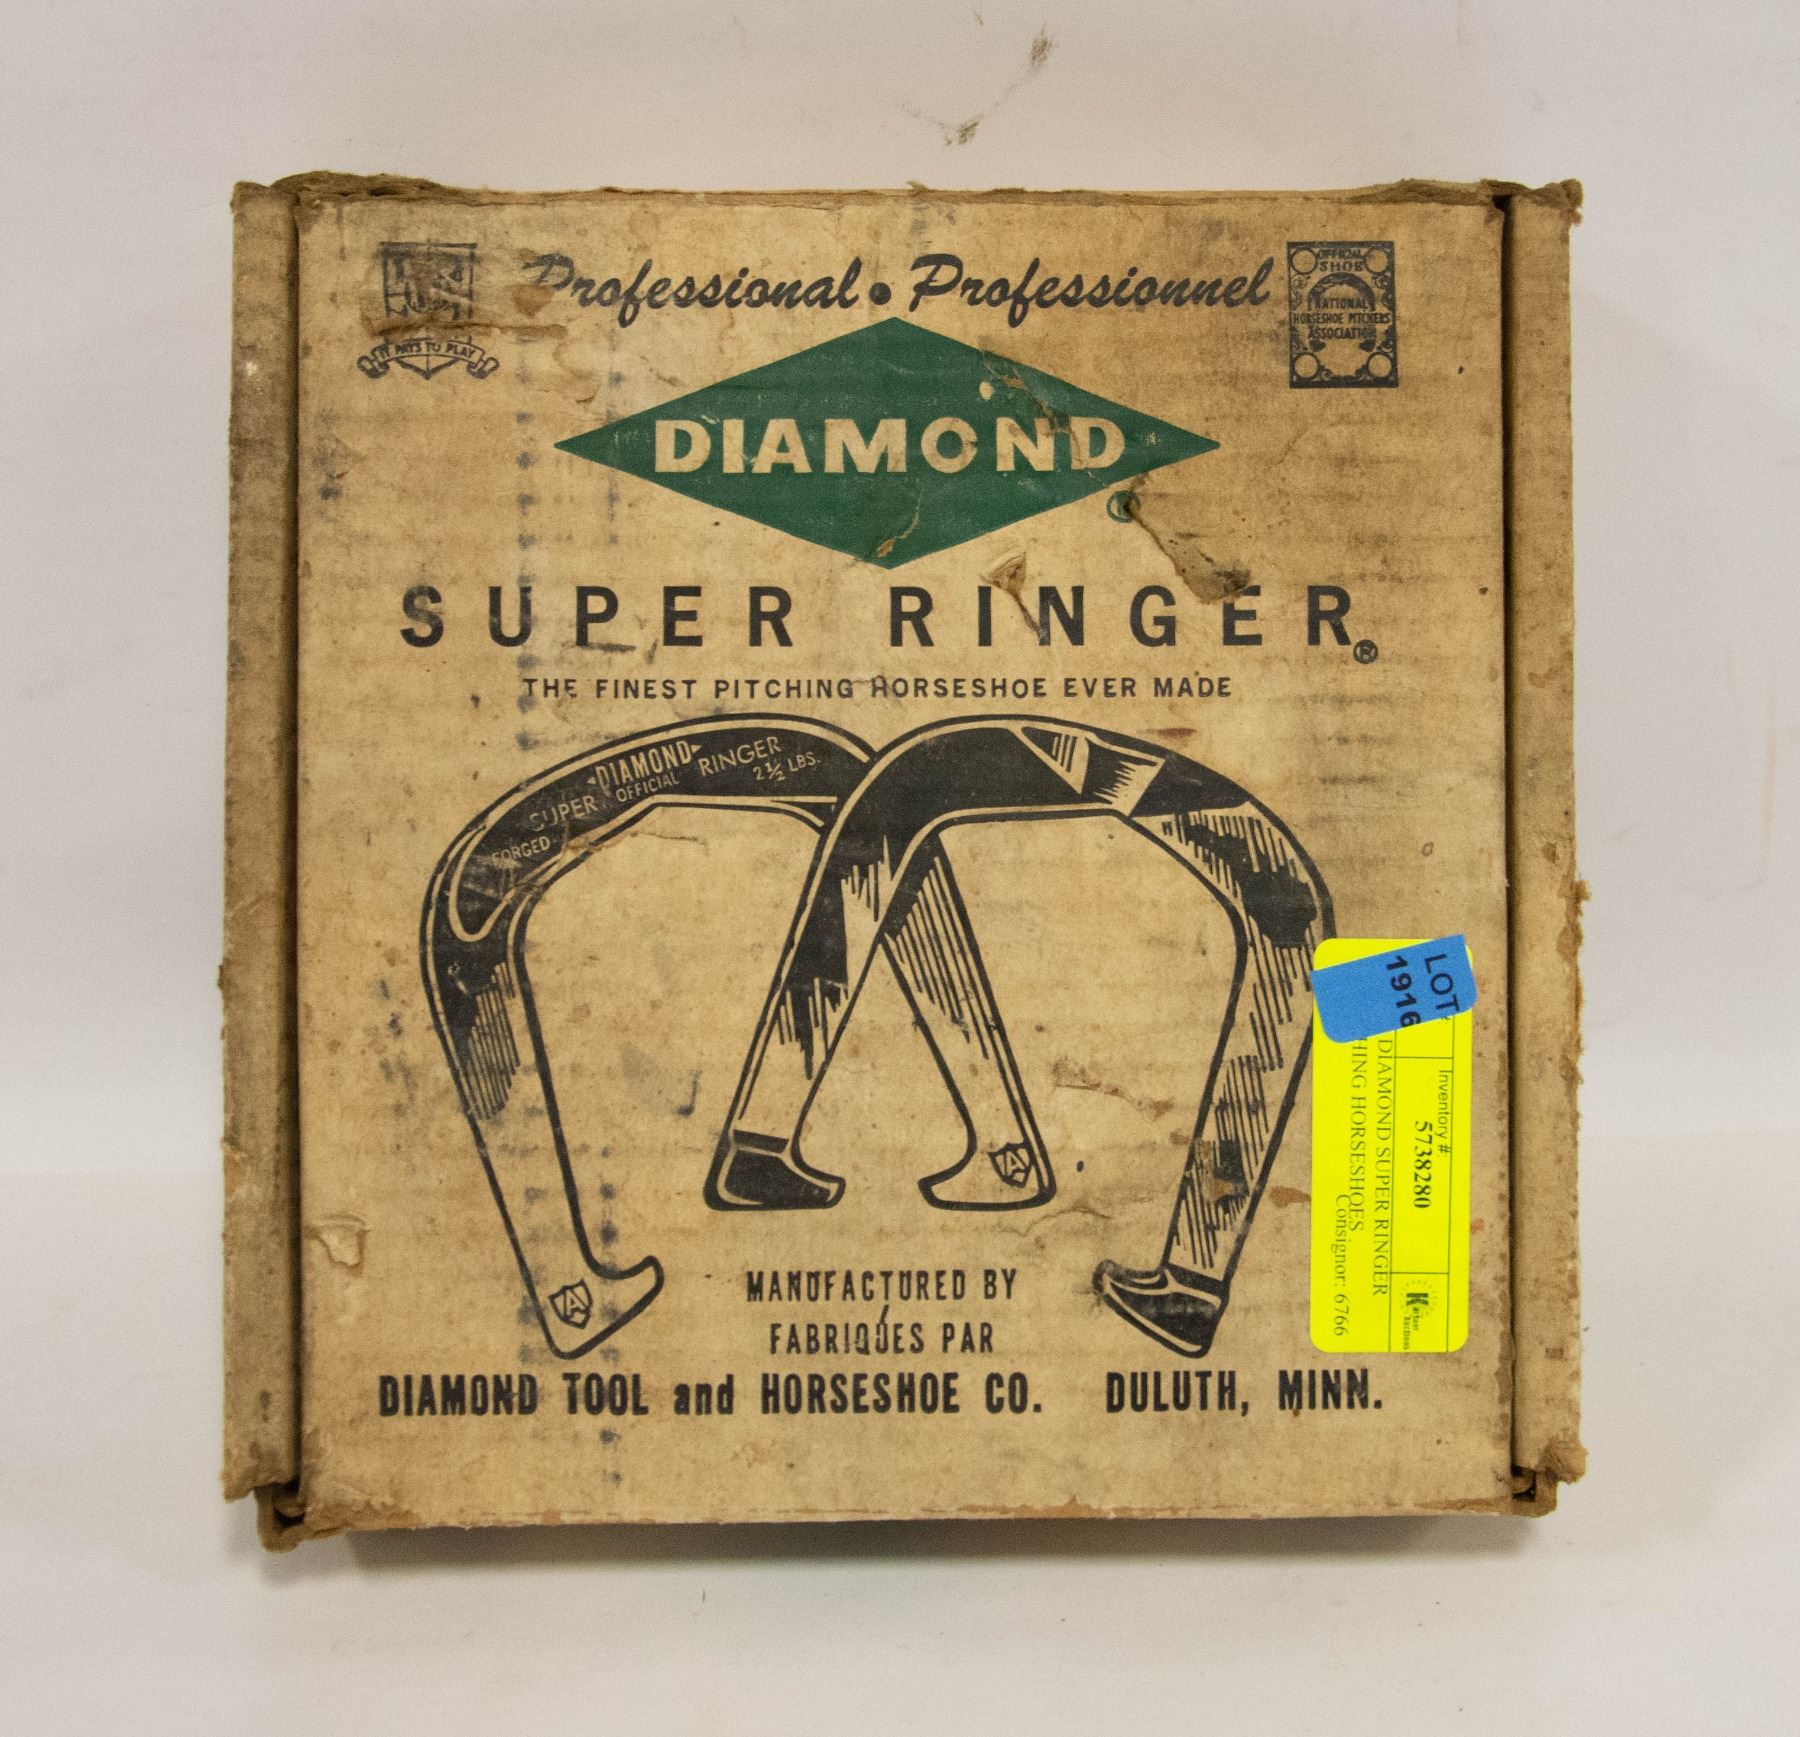 Professional • Professionnel
IT PAYS TO PLAY
OFFICIAL
SHOE
NATIONAL
HORSESHOE PITCHERS
ASSOCIATION
DIAMOND
SUPER RINGER®
THE FINEST PITCHING HORSESHOE EVER MADE
FORGED SUPER DIAMOND RINGER
OFFICIAL 2½ LBS.
A
A
MANUFACTURED BY
FABRIQUÉS PAR
DIAMOND TOOL and HORSESHOE CO. DULUTH, MINN.
LOT
1916
Inventory #:
5738280
DIAMOND SUPER RINGER
HORSESHOES
Consignor: 6766
Auctions